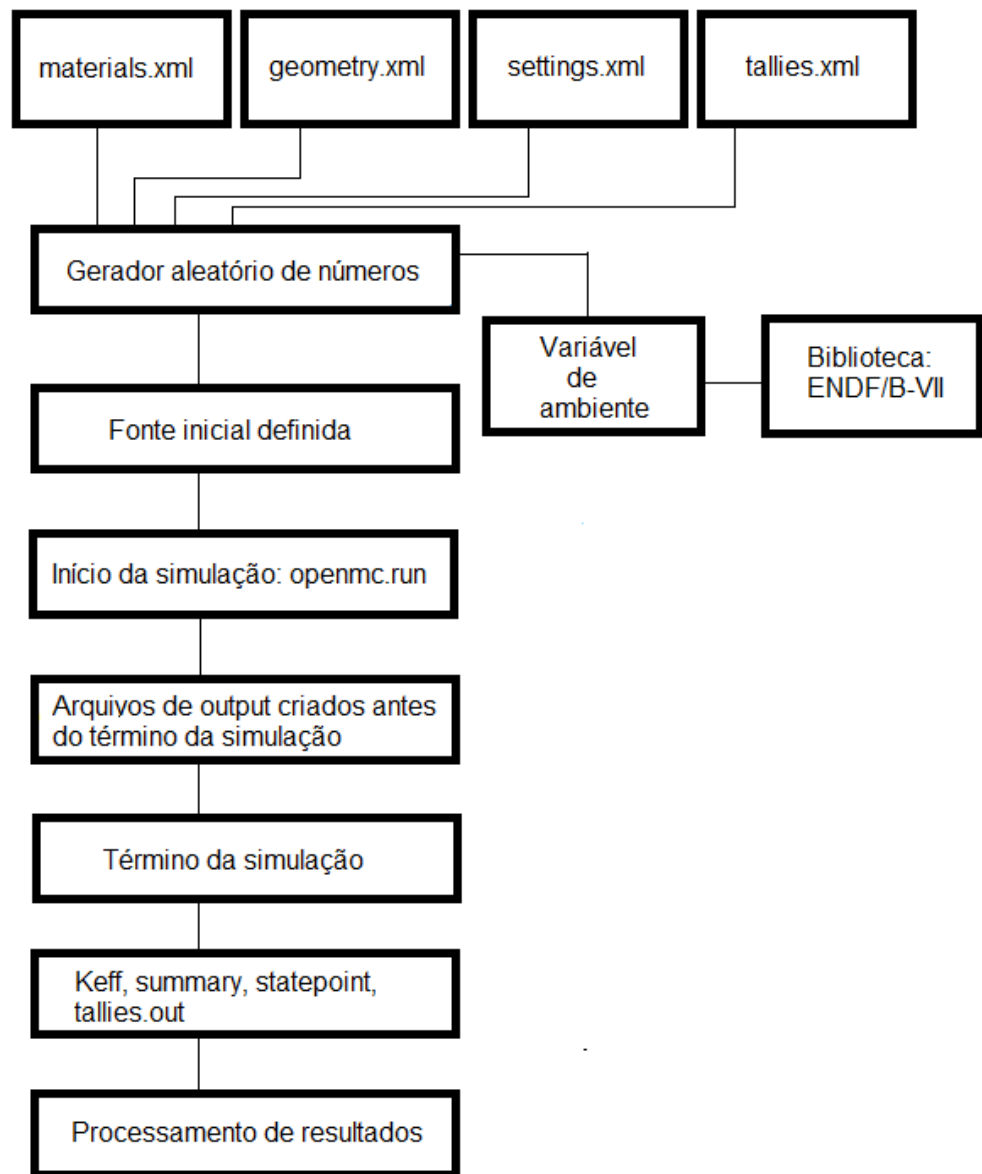 materials.xml
geometry.xml
settings.xml
tallies.xml
Gerador aleatório de números
Variável
de
ambiente
Biblioteca:
ENDF/B-VII
Fonte inicial definida
Início da simulação: openmc.run
Arquivos de output criados antes
do término da simulação
Término da simulação
Keff, summary, statepoint,
tallies.out
Processamento de resultados